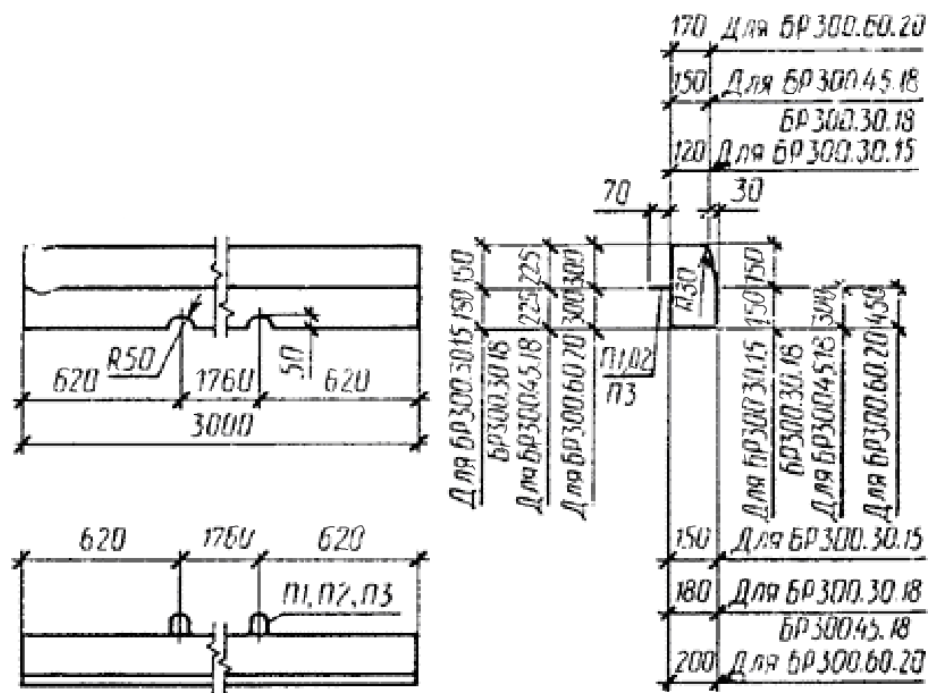 170 Для БР300.60.20
150 Для БР300.45.18
БР300.30.18
120 Для БР300.30.15
70
30
150
150
225
225
300
300
R30
150
150
300
450
R50
50
П1,П2
П3
620
1760
620
3000
Для БР300.30.15
БР300.30.18
Для БР300.45.18
Для БР300.60.20
Для БР300.30.15
БР300.30.18
Для БР300.45.18
Для БР300.60.20
620
1760
620
П1, П2, П3
150 Для БР300.30.15
180 Для БР300.30.18
БР300.45.18
200 Для БР300.60.20